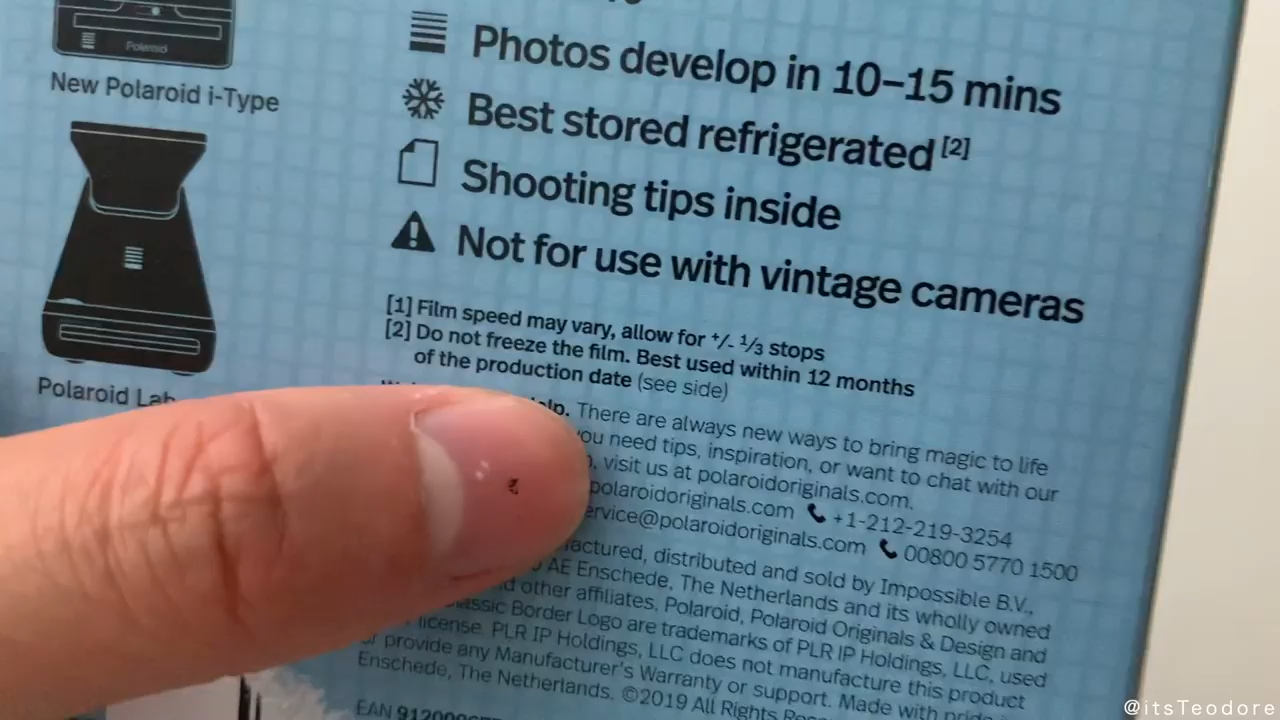 Polaroid
New Polaroid i-Type
Polaroid Lab
Photos develop in 10–15 mins
Best stored refrigerated [2]
Shooting tips inside
Not for use with vintage cameras
[1] Film speed may vary, allow for +/- 1/3 stops
[2] Do not freeze the film. Best used within 12 months
of the production date (see side)
There are always new ways to bring magic to life
you need tips, inspiration, or want to chat with our
visit us at polaroidoriginals.com.
polaroidoriginals.com +1-212-219-3254
service@polaroidoriginals.com 00800 5770 1500
distributed and sold by Impossible B.V.,
AE Enschede, The Netherlands and its wholly owned
other affiliates. Polaroid, Polaroid Originals & Design and
Classic Border Logo are trademarks of PLR IP Holdings, LLC, used
license. PLR IP Holdings, LLC does not manufacture this product
or provide any Manufacturer's Warranty or support. Made with pride in
Enschede, The Netherlands. ©2019 All Rights
EAN
@itsTeodore